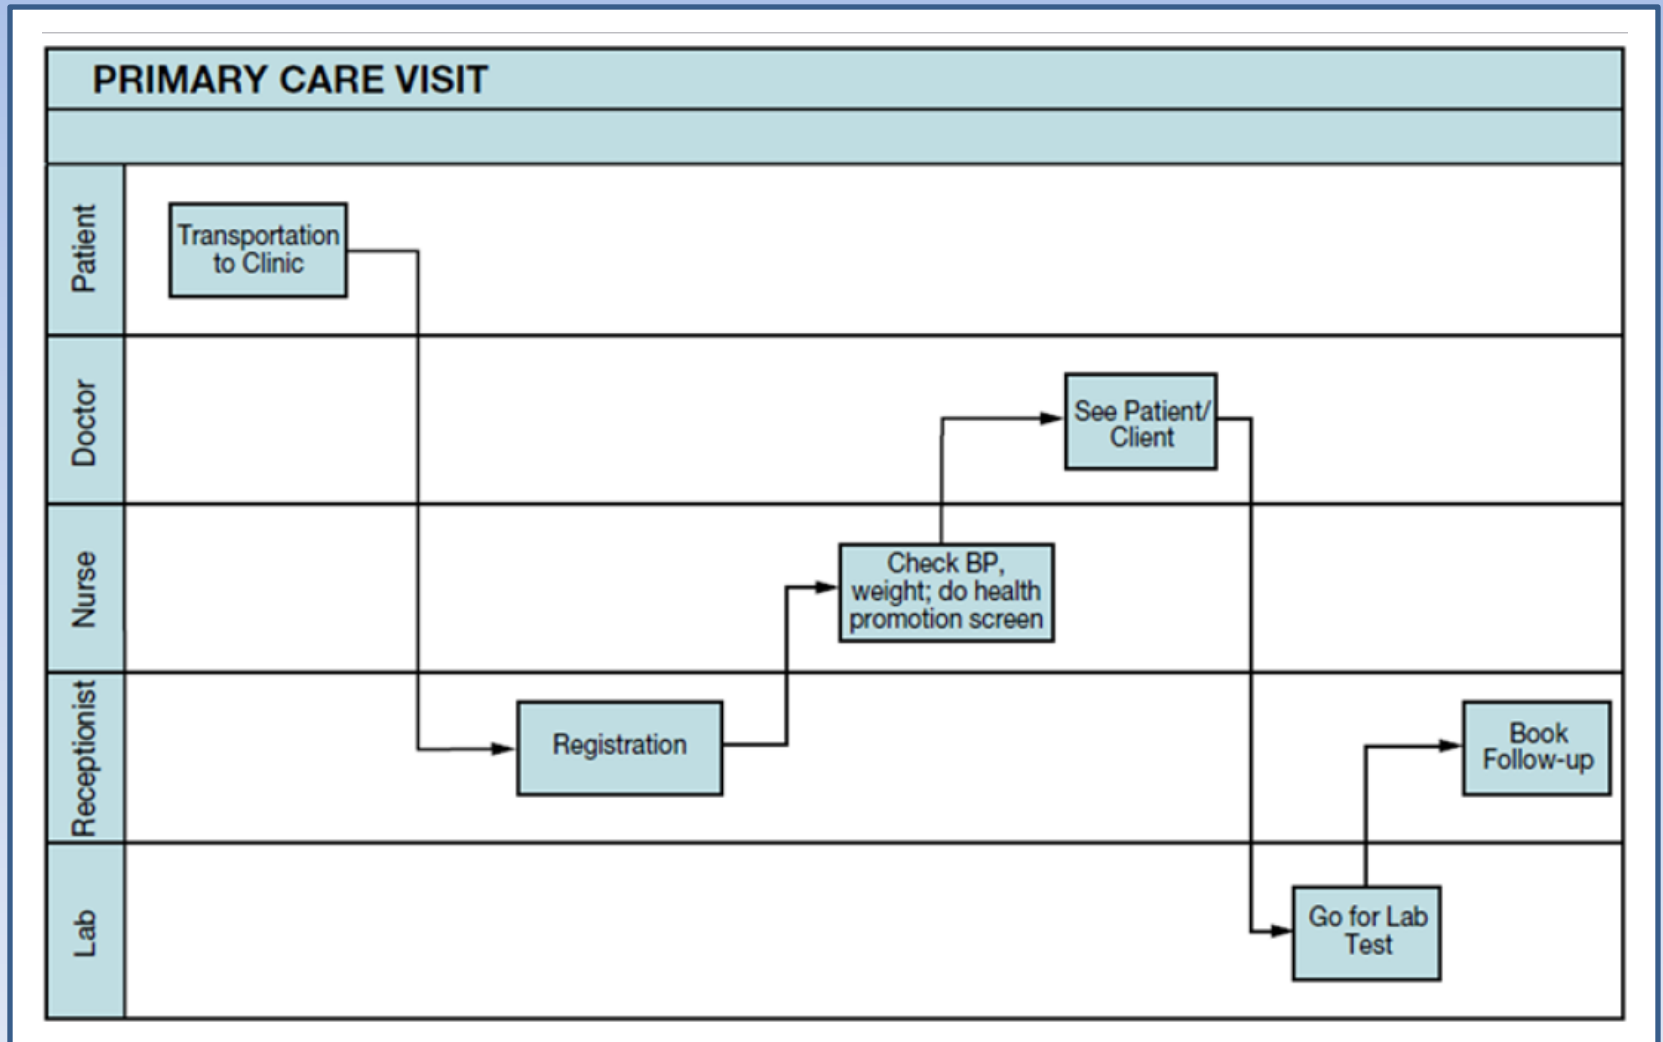 PRIMARY CARE VISIT
Patient
Transportation
to Clinic
Doctor
See Patient/
Client
Nurse
Check BP,
weight; do health
promotion screen
Receptionist
Registration
Book
Follow-up
Lab
Go for Lab
Test